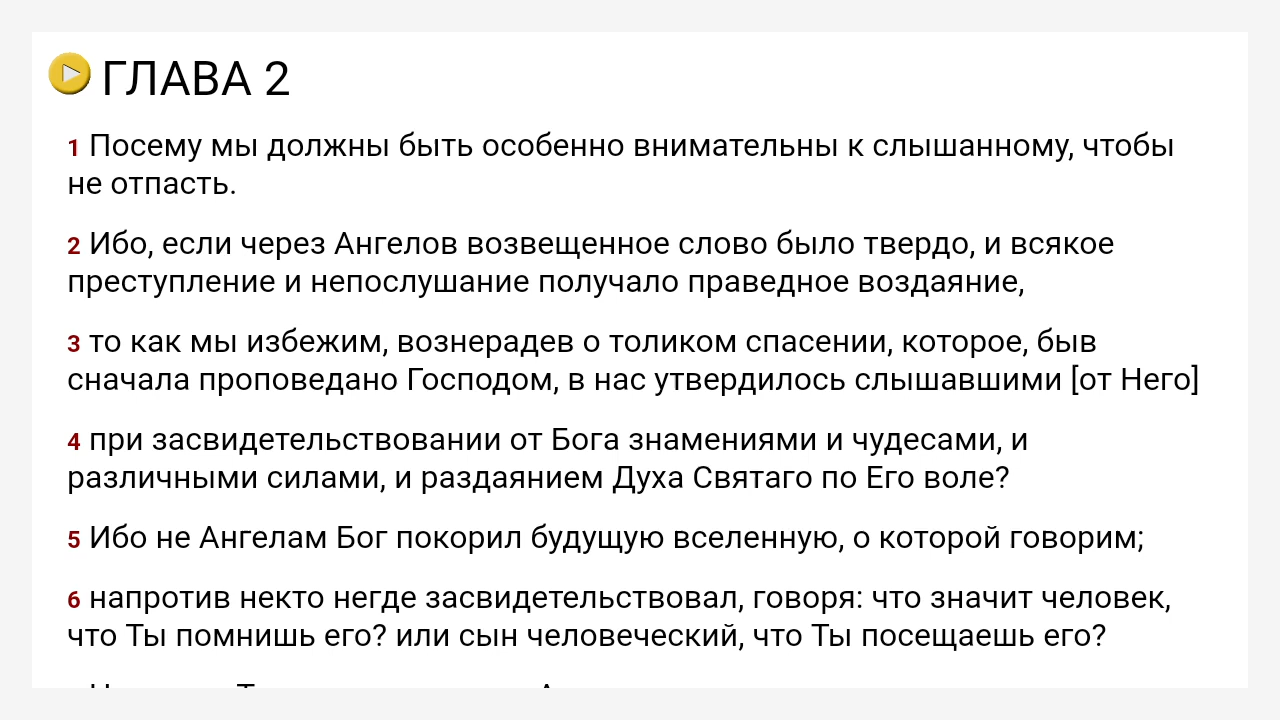 ГЛАВА 2
1 Посему мы должны быть особенно внимательны к слышанному, чтобы
не отпасть.
2 Ибо, если через Ангелов возвещенное слово было твердо, и всякое
преступление и непослушание получало праведное воздаяние,
3 то как мы избежим, вознерадев о толиком спасении, которое, быв
сначала проповедано Господом, в нас утвердилось слышавшими [от Него]
4 при засвидетельствовании от Бога знамениями и чудесами, и
различными силами, и раздаянием Духа Святаго по Его воле?
5 Ибо не Ангелам Бог покорил будущую вселенную, о которой говорим;
6 напротив некто негде засвидетельствовал, говоря: что значит человек,
что Ты помнишь его? или сын человеческий, что Ты посещаешь его?